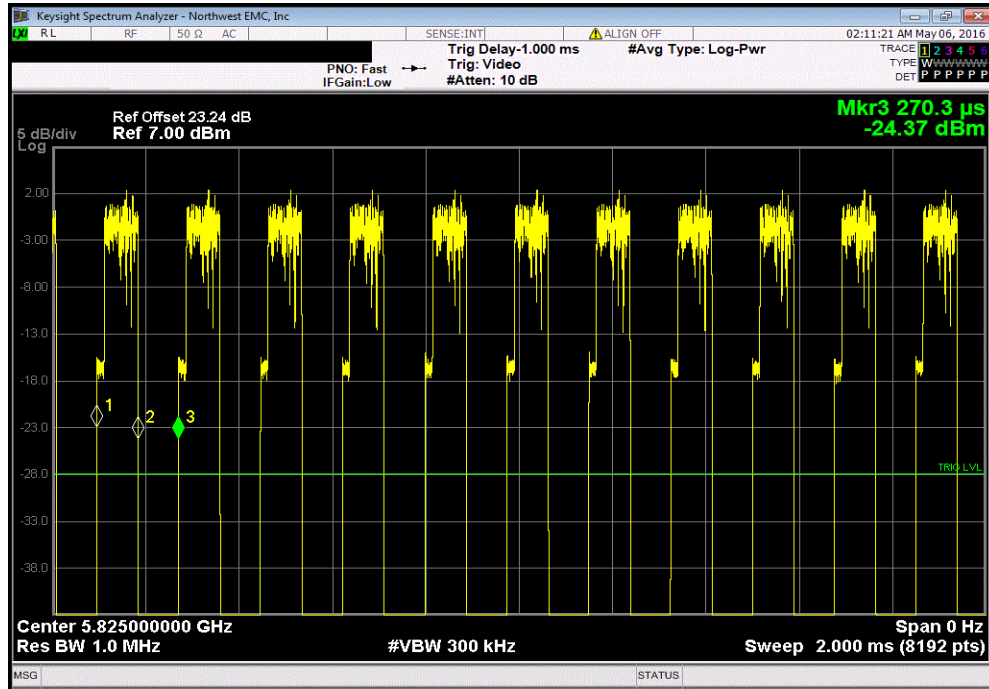 Keysight Spectrum Analyzer - Northwest EMC, Inc
LXI RL RF 50 Ω AC SENSE:INT ALIGN OFF 02:11:21 AM May 06, 2016
PNO: Fast
IFGain:Low
Trig Delay-1.000 ms
Trig: Video
#Atten: 10 dB
#Avg Type: Log-Pwr
TRACE 1 2 3 4 5 6
TYPE WWWWWW
DET P P P P P P
Mkr3 270.3 µs
-24.37 dBm
Ref Offset 23.24 dB
5 dB/div Ref 7.00 dBm
Log
2.00
-3.00
-8.00
-13.0
-18.0
1
2 3
-23.0
TRIG LVL
-28.0
-33.0
-38.0
Center 5.825000000 GHz Span 0 Hz
Res BW 1.0 MHz #VBW 300 kHz Sweep 2.000 ms (8192 pts)
MSG STATUS